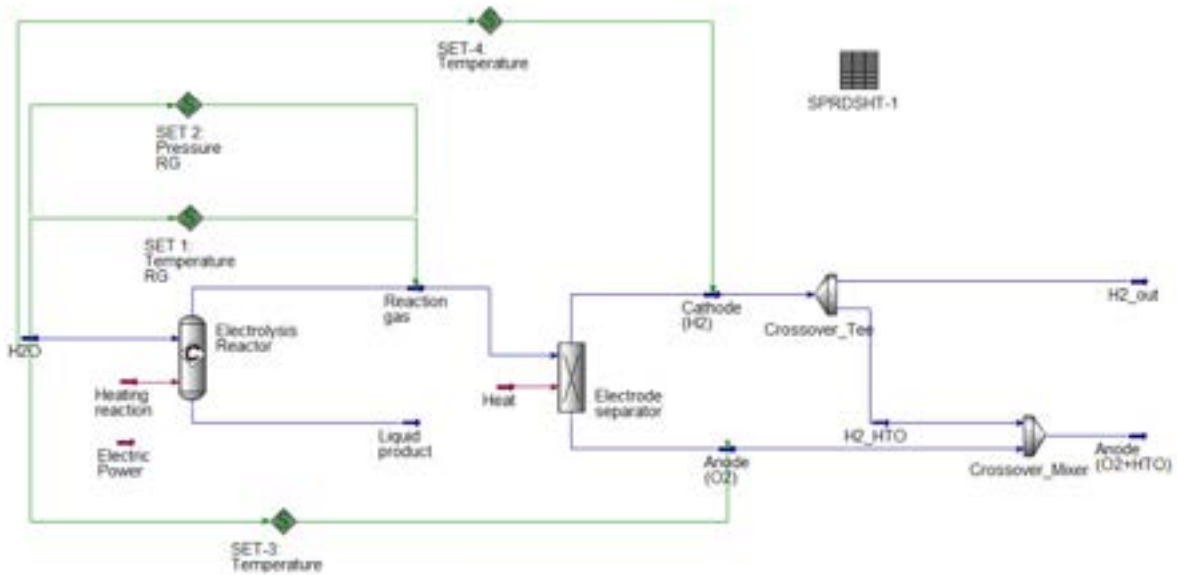 SET-4:
Temperature
SPRDSHT-1
SET 2:
Pressure
RG
SET 1:
Temperature
RG
Reaction
gas
Cathode
(H2)
H2_out
Crossover_Tee
H2O
Electrolysis
Reactor
C
Heating
reaction
Heat
Electrode
separator
Electric
Power
Liquid
product
H2_HTO
Anode
(O2)
Crossover_Mixer
Anode
(O2+HTO)
SET-3:
Temperature